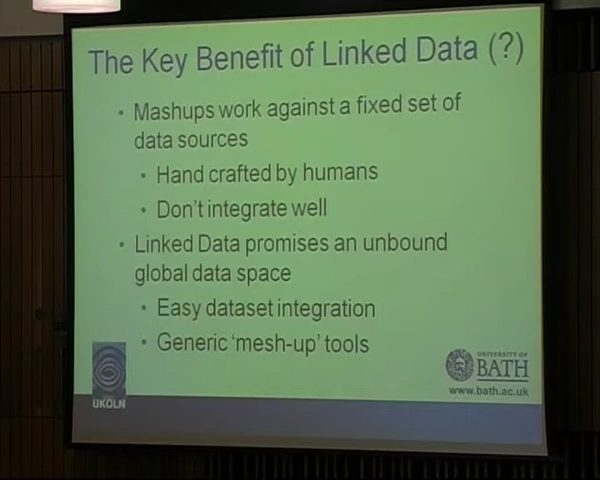 The Key Benefit of Linked Data (?)
• Mashups work against a fixed set of
data sources
• Hand crafted by humans
• Don't integrate well
• Linked Data promises an unbound
global data space
• Easy dataset integration
• Generic 'mesh-up' tools
UKOLN
UNIVERSITY OF
BATH
www.bath.ac.uk